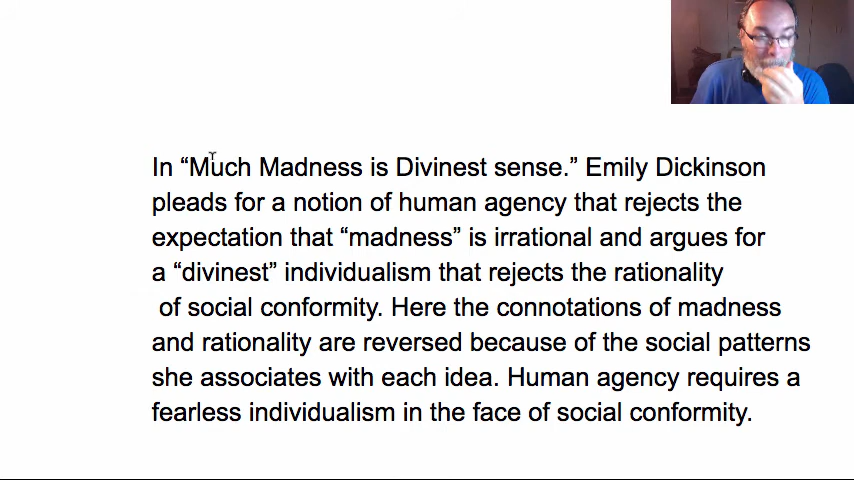 In “Much Madness is Divinest sense.” Emily Dickinson
pleads for a notion of human agency that rejects the
expectation that “madness” is irrational and argues for
a “divinest” individualism that rejects the rationality
of social conformity. Here the connotations of madness
and rationality are reversed because of the social patterns
she associates with each idea. Human agency requires a
fearless individualism in the face of social conformity.